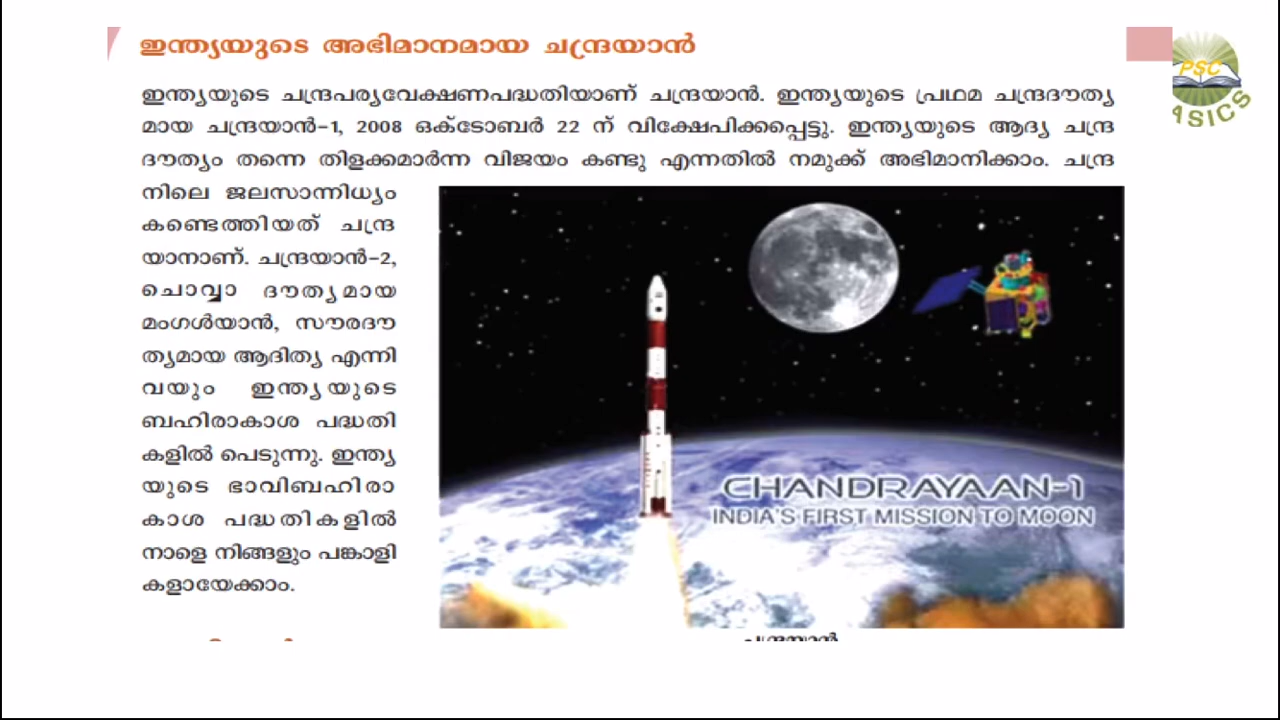 ഇന്ത്യയുടെ അഭിമാനമായ ചന്ദ്രയാൻ
PSC
ASICS
ഇന്ത്യയുടെ ചന്ദ്രപര്യവേക്ഷണപദ്ധതിയാണ് ചന്ദ്രയാൻ. ഇന്ത്യയുടെ പ്രഥമ ചന്ദ്രദൗത്യ
മായ ചന്ദ്രയാൻ-1, 2008 ഒക്ടോബർ 22 ന് വിക്ഷേപിക്കപ്പെട്ടു. ഇന്ത്യയുടെ ആദ്യ ചന്ദ്ര
ദൗത്യം തന്നെ തിളക്കമാർന്ന വിജയം കണ്ടു എന്നതിൽ നമുക്ക് അഭിമാനിക്കാം. ചന്ദ്ര
നിലെ ജലസാന്നിധ്യം
കണ്ടെത്തിയത് ചന്ദ്ര
യാനാണ്. ചന്ദ്രയാൻ-2,
ചൊവ്വാ ദൗത്യമായ
മംഗൾയാൻ, സൗരദൗ
ത്യമായ ആദിത്യ എന്നി
വയും ഇന്ത്യയുടെ
ബഹിരാകാശ പദ്ധതി
കളിൽ പെടുന്നു. ഇന്ത്യ
യുടെ ഭാവിബഹിരാ
കാശ പദ്ധതികളിൽ
നാളെ നിങ്ങളും പങ്കാളി
കളായേക്കാം.
CHANDRAYAAN-1
INDIA'S FIRST MISSION TO MOON
ചന്ദ്രയാൻ